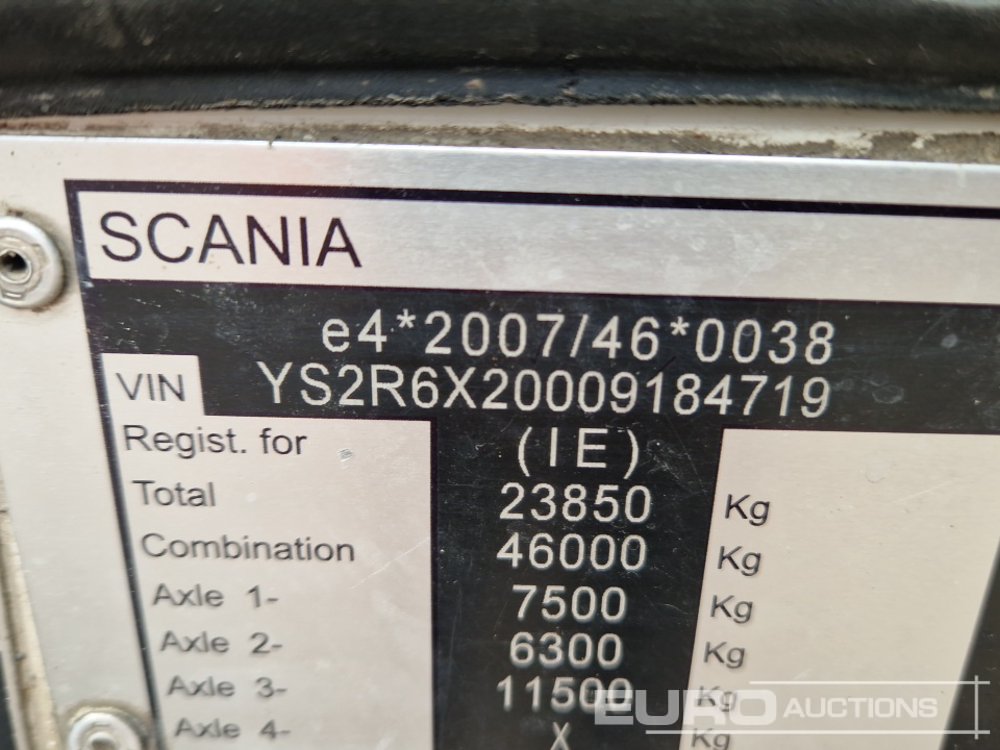 SCANIA
e4*2007/46*0038
VIN YS2R6X20009184719
Regist. for (IE)
Total 23850 Kg
Combination 46000 Kg
Axle 1- 7500 Kg
Axle 2- 6300 Kg
Axle 3- 11500 Kg
Axle 4- X Kg
EURO AUCTIONS